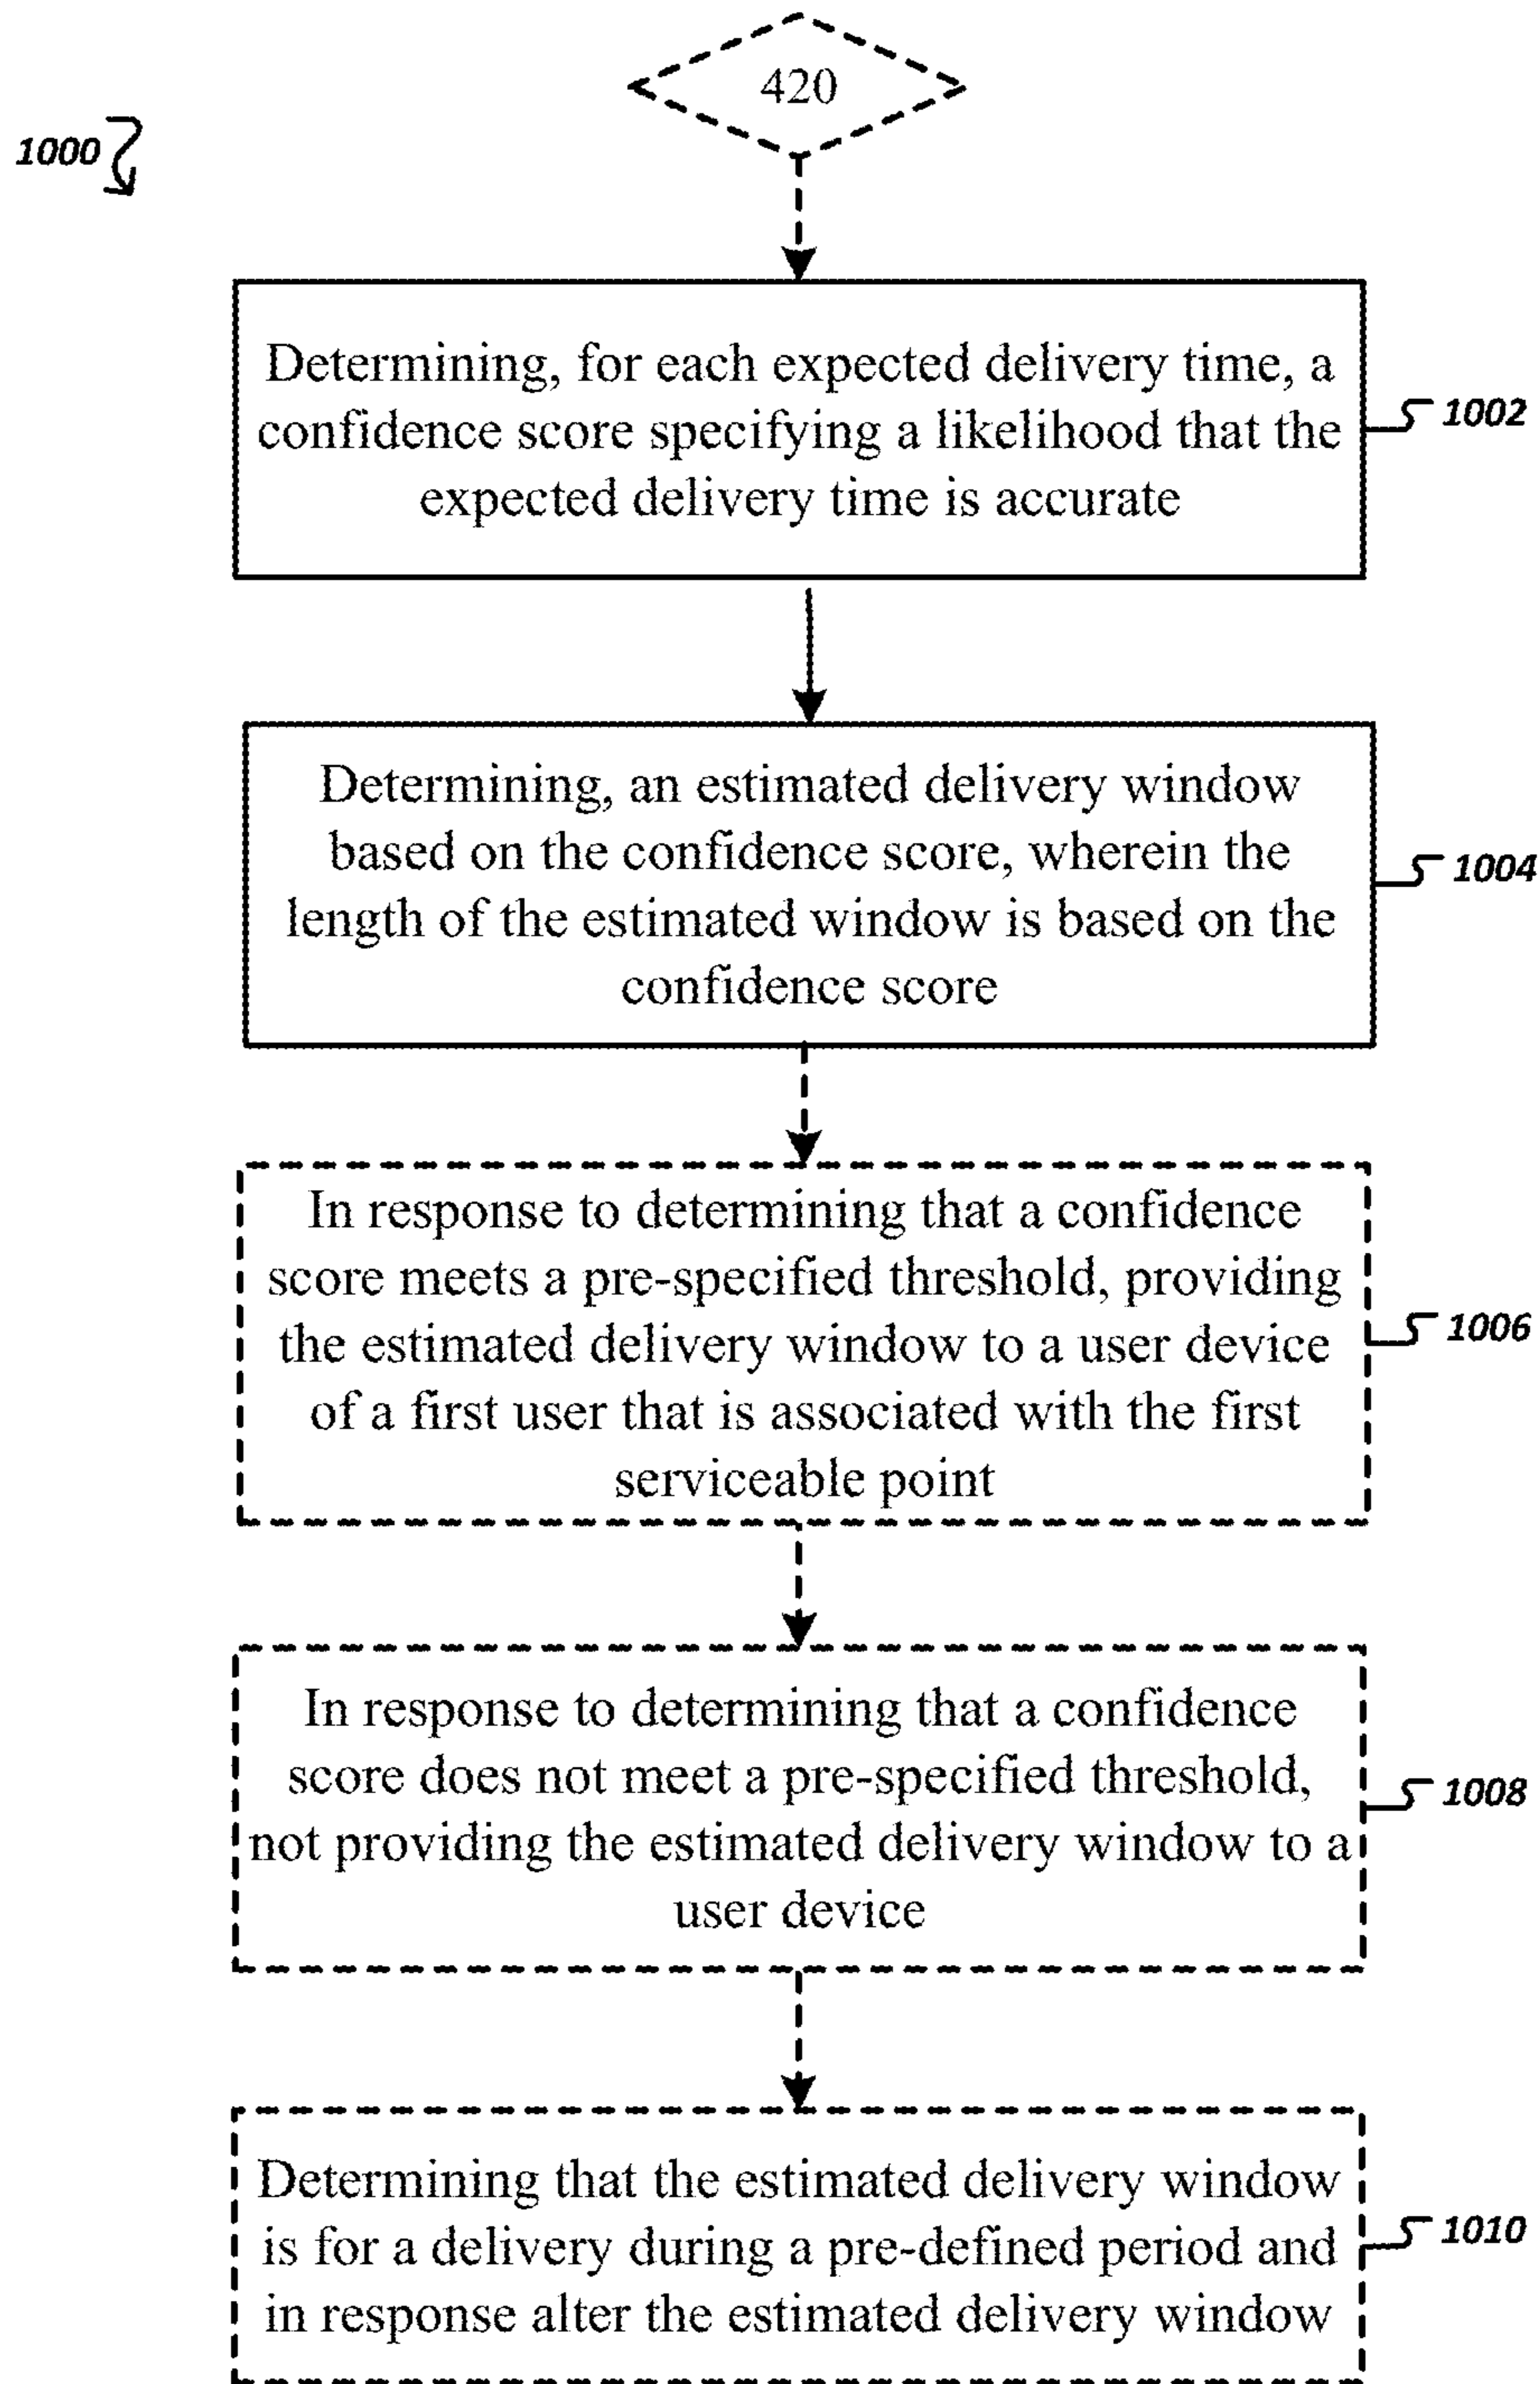 420
1000
Determining, for each expected delivery time, a
confidence score specifying a likelihood that the
expected delivery time is accurate
1002
Determining, an estimated delivery window
based on the confidence score, wherein the
length of the estimated window is based on the
confidence score
1004
In response to determining that a confidence
score meets a pre-specified threshold, providing
the estimated delivery window to a user device
of a first user that is associated with the first
serviceable point
1006
In response to determining that a confidence
score does not meet a pre-specified threshold,
not providing the estimated delivery window to a
user device
1008
Determining that the estimated delivery window
is for a delivery during a pre-defined period and
in response alter the estimated delivery window
1010